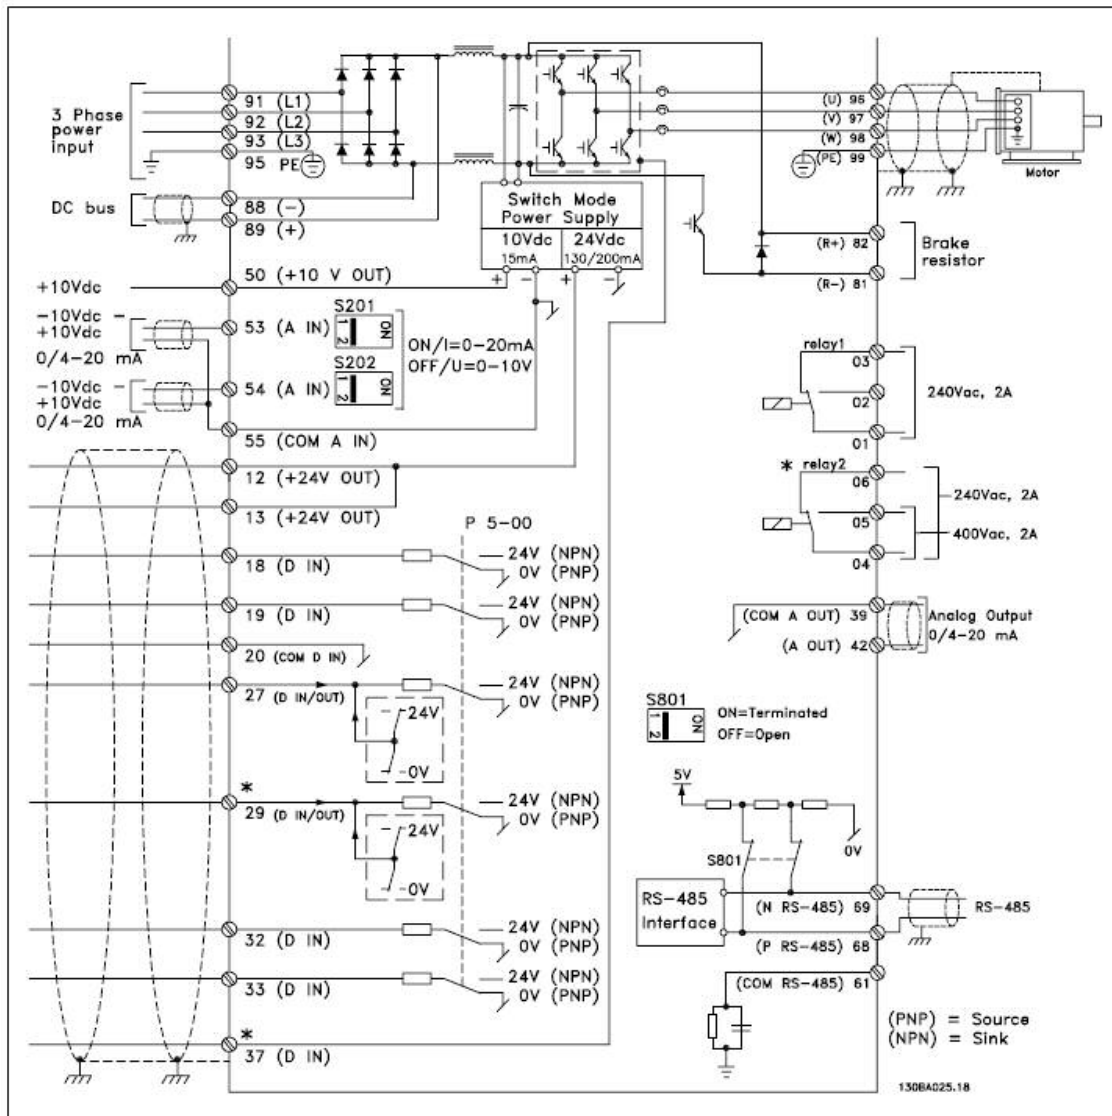 3 Phase
power
input
91 (L1)
92 (L2)
93 (L3)
95 PE
DC bus
88 (-)
89 (+)
Switch Mode
Power Supply
10Vdc
15mA
24Vdc
130/200mA
+ - + -
+10Vdc
50 (+10 V OUT)
-10Vdc -
+10Vdc
0/4-20 mA
53 (A IN)
S201
1 2
ON
-10Vdc -
+10Vdc
0/4-20 mA
54 (A IN)
S202
1 2
ON
ON/I=0-20mA
OFF/U=0-10V
55 (COM A IN)
12 (+24V OUT)
13 (+24V OUT)
P 5-00
18 (D IN)
24V (NPN)
0V (PNP)
19 (D IN)
24V (NPN)
0V (PNP)
20 (COM D IN)
27 (D IN/OUT)
24V (NPN)
0V (PNP)
24V
0V
*
29 (D IN/OUT)
24V (NPN)
0V (PNP)
24V
0V
32 (D IN)
24V (NPN)
0V (PNP)
33 (D IN)
24V (NPN)
0V (PNP)
*
37 (D IN)
(U) 96
(V) 97
(W) 98
(PE) 99
Motor
(R+) 82
(R-) 81
Brake
resistor
relay1
03
02
01
240Vac, 2A
* relay2
06
05
04
240Vac, 2A
400Vac, 2A
(COM A OUT) 39
(A OUT) 42
Analog Output
0/4-20 mA
S801
1 2
ON
ON=Terminated
OFF=Open
5V
0V
S801
RS-485
Interface
(N RS-485) 69
(P RS-485) 68
(COM RS-485) 61
RS-485
(PNP) = Source
(NPN) = Sink
130BA025.18